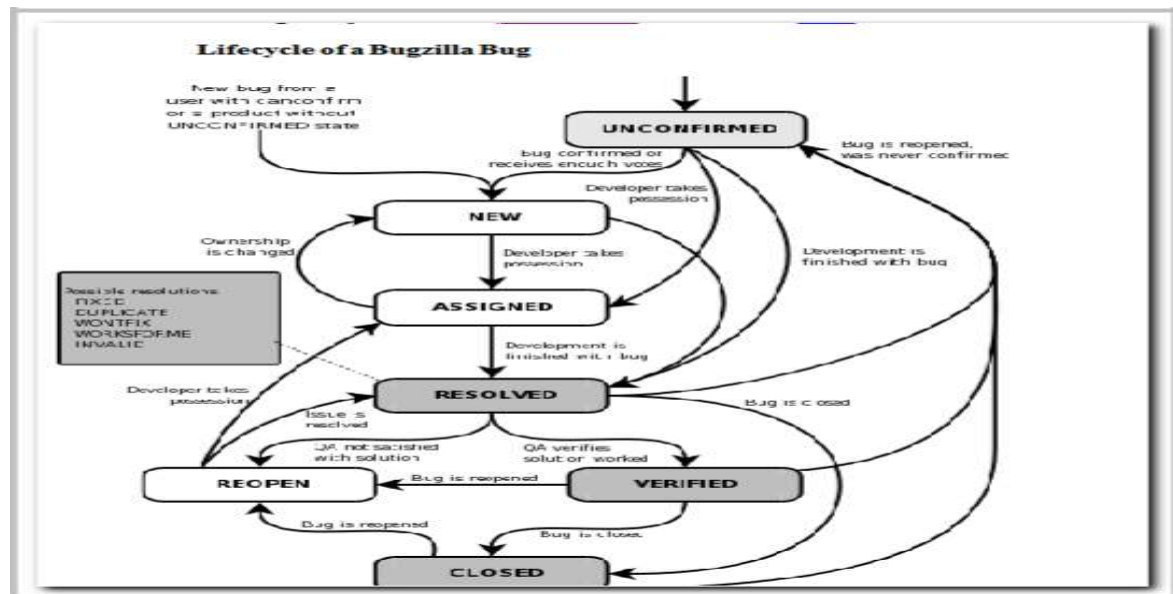 Lifecycle of a Bugzilla Bug
New bug from a
user with canconfirm
or a product without
UNCONFIRMED state
UNCONFIRMED
Bug confirmed or
receives enough votes
Bug is reopened,
was never confirmed
Developer takes
possession
NEW
Ownership
is changed
Developer takes
possession
Development is
finished with bug
Possible resolutions:
FIXED
DUPLICATE
WONTFIX
WORKSFORME
INVALID
ASSIGNED
Development is
finished with bug
RESOLVED
Developer takes
possession
Issue is
resolved
Bug is closed
QA not satisfied
with solution
QA verifies
solution worked
REOPEN
Bug is reopened
VERIFIED
Bug is reopened
Bug is closed
CLOSED